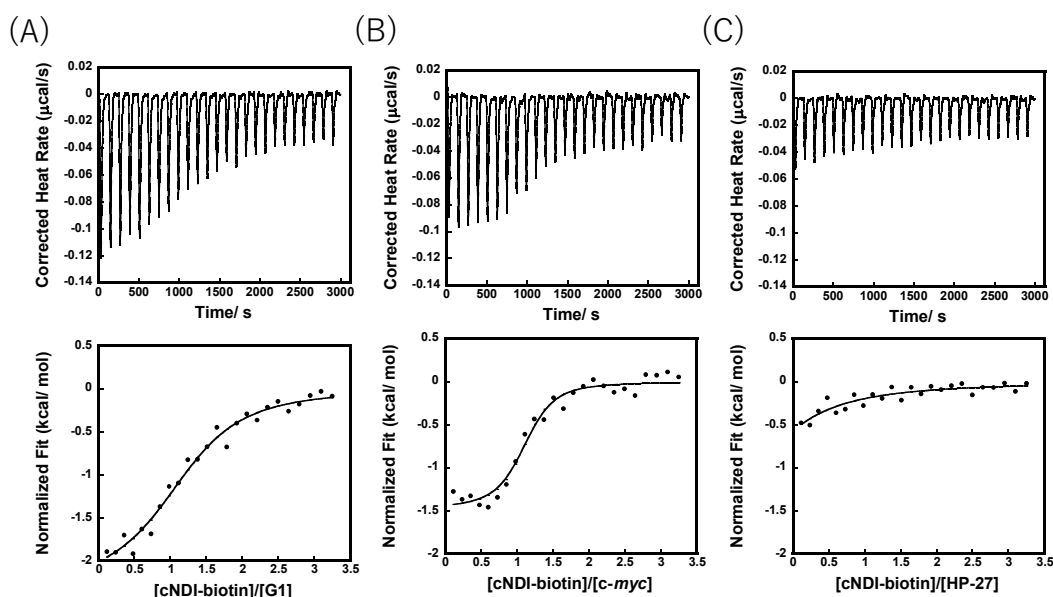 (A)
(B)
(C)
0.02
0
-0.02
-0.04
-0.06
-0.08
-0.1
-0.12
-0.14
Corrected Heat Rate (μcal/s)
0 500 1000 1500 2000 2500 3000
Time/ s
0.02
0
-0.02
-0.04
-0.06
-0.08
-0.1
-0.12
-0.14
Corrected Heat Rate (μcal/s)
0 500 1000 1500 2000 2500 3000
Time/ s
0.02
0
-0.02
-0.04
-0.06
-0.08
-0.1
-0.12
-0.14
Corrected Heat Rate (μcal/s)
0 500 1000 1500 2000 2500 3000
Time/ s
0.5
0
-0.5
-1
-1.5
-2
Normalized Fit (kcal/ mol)
0 0.5 1 1.5 2 2.5 3 3.5
[cNDI-biotin]/[G1]
0.5
0
-0.5
-1
-1.5
-2
Normalized Fit (kcal/ mol)
0 0.5 1 1.5 2 2.5 3 3.5
[cNDI-biotin]/[c-myc]
0.5
0
-0.5
-1
-1.5
-2
Normalized Fit (kcal/ mol)
0 0.5 1 1.5 2 2.5 3 3.5
[cNDI-biotin]/[HP-27]